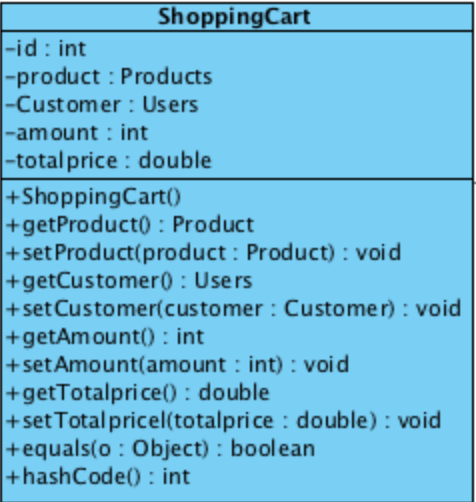 ShoppingCart
-id : int
-product : Products
-Customer : Users
-amount : int
-totalprice : double
+ShoppingCart()
+getProduct() : Product
+setProduct(product : Product) : void
+getCustomer() : Users
+setCustomer(customer : Customer) : void
+getAmount() : int
+setAmount(amount : int) : void
+getTotalprice() : double
+setTotalpricel(totalprice : double) : void
+equals(o : Object) : boolean
+hashCode() : int